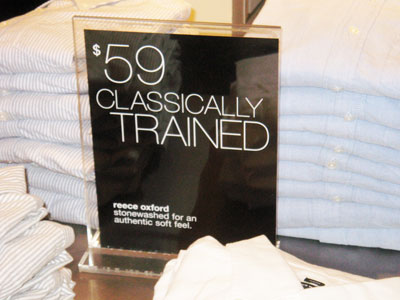 $59
CLASSICALLY
TRAINED
reece oxford
stonewashed for an
authentic soft feel.